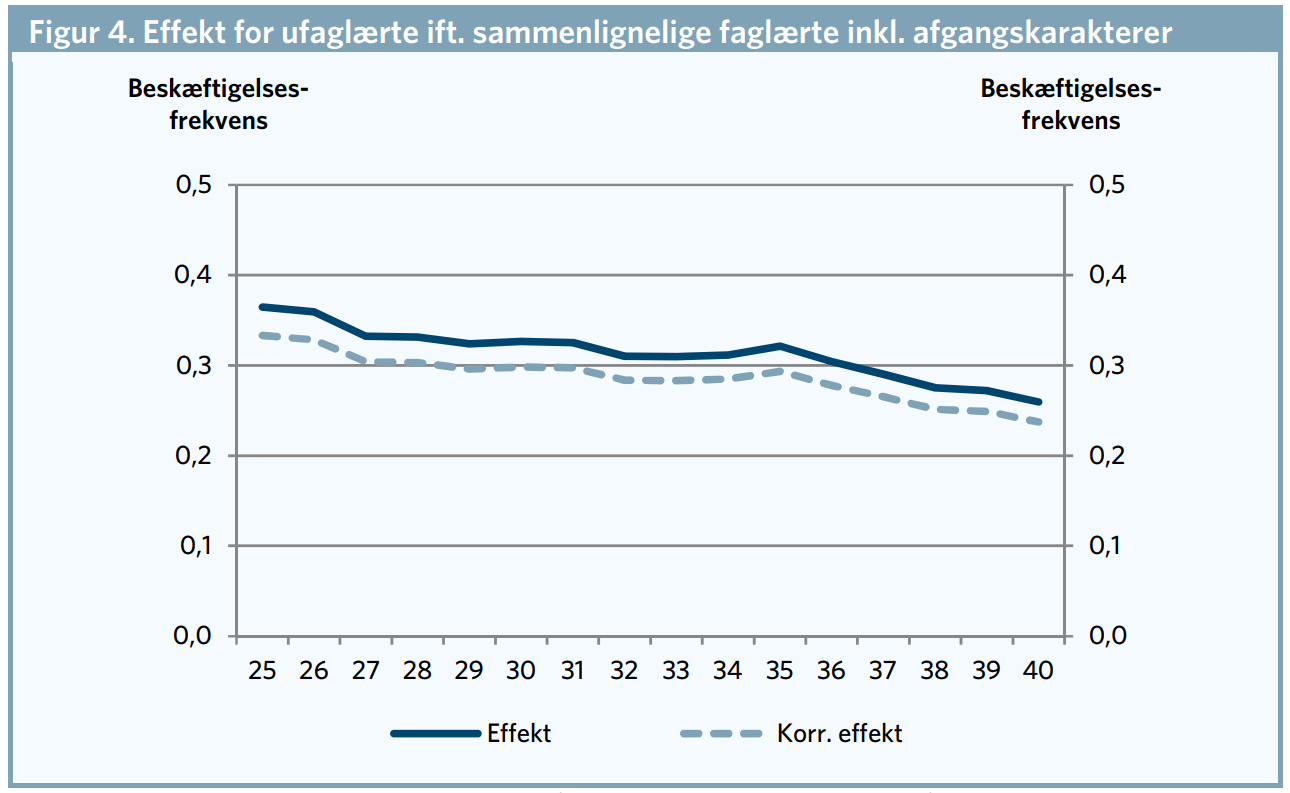 Figur 4. Effekt for ufaglærte ift. sammenlignelige faglærte inkl. afgangskarakterer
Beskæftigelses-
frekvens
Beskæftigelses-
frekvens
0,5 0,5
0,4 0,4
0,3 0,3
0,2 0,2
0,1 0,1
0,0 0,0
25 26 27 28 29 30 31 32 33 34 35 36 37 38 39 40
Effekt Korr. effekt